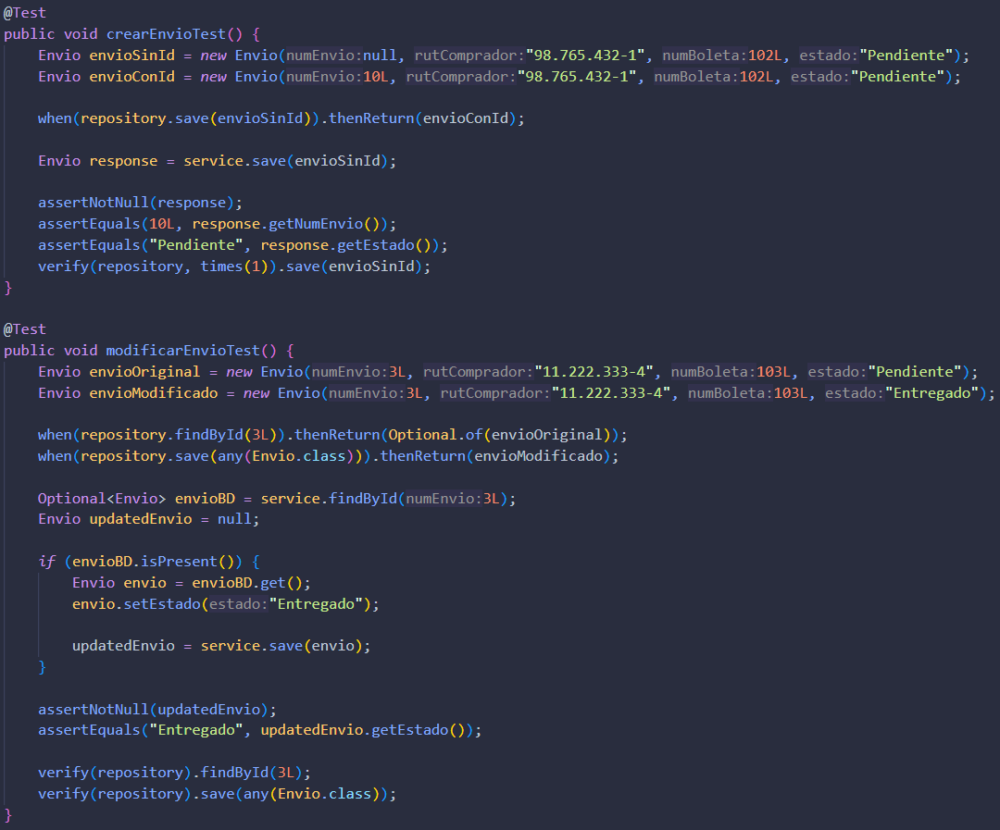 @Test
public void crearEnvioTest() {
Envio envioSinId = new Envio(numEnvio:null, rutComprador:"98.765.432-1", numBoleta:102L, estado:"Pendiente");
Envio envioConId = new Envio(numEnvio:10L, rutComprador:"98.765.432-1", numBoleta:102L, estado:"Pendiente");
when(repository.save(envioSinId)).thenReturn(envioConId);
Envio response = service.save(envioSinId);
assertNotNull(response);
assertEquals(10L, response.getNumEnvio());
assertEquals("Pendiente", response.getEstado());
verify(repository, times(1)).save(envioSinId);
}
@Test
public void modificarEnvioTest() {
Envio envioOriginal = new Envio(numEnvio:3L, rutComprador:"11.222.333-4", numBoleta:103L, estado:"Pendiente");
Envio envioModificado = new Envio(numEnvio:3L, rutComprador:"11.222.333-4", numBoleta:103L, estado:"Entregado");
when(repository.findById(3L)).thenReturn(Optional.of(envioOriginal));
when(repository.save(any(Envio.class))).thenReturn(envioModificado);
Optional<Envio> envioBD = service.findById(numEnvio:3L);
Envio updatedEnvio = null;
if (envioBD.isPresent()) {
Envio envio = envioBD.get();
envio.setEstado(estado:"Entregado");
updatedEnvio = service.save(envio);
}
assertNotNull(updatedEnvio);
assertEquals("Entregado", updatedEnvio.getEstado());
verify(repository).findById(3L);
verify(repository).save(any(Envio.class));
}